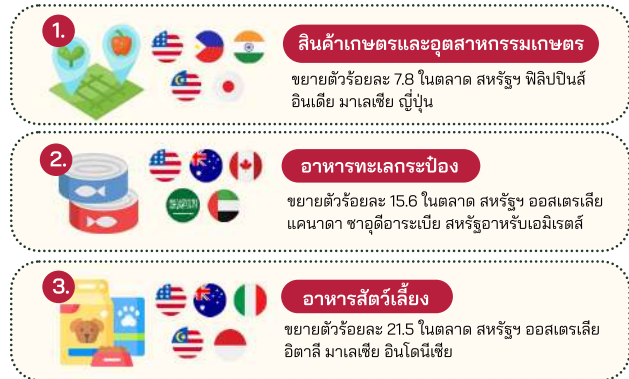 1.
สินค้าเกษตรและอุตสาหกรรมเกษตร
ขยายตัวร้อยละ 7.8 ในตลาด สหรัฐฯ ฟิลิปปินส์
อินเดีย มาเลเซีย ญี่ปุ่น
2.
อาหารทะเลกระป๋อง
ขยายตัวร้อยละ 15.6 ในตลาด สหรัฐฯ ออสเตรเลีย
แคนาดา ซาอุดีอาระเบีย สหรัฐอาหรับเอมิเรตส์
3.
อาหารสัตว์เลี้ยง
ขยายตัวร้อยละ 21.5 ในตลาด สหรัฐฯ ออสเตรเลีย
อิตาลี มาเลเซีย อินโดนีเซีย